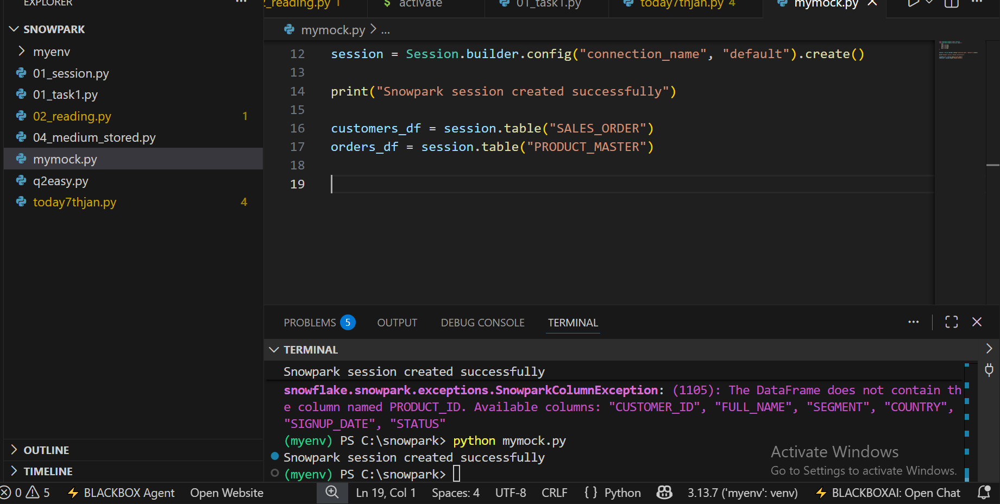 EXPLORER
SNOWPARK
myenv
01_session.py
01_task1.py
02_reading.py 1
04_medium_stored.py
mymock.py
q2easy.py
today7thjan.py 4
OUTLINE
TIMELINE
2_reading.py 1 $ activate 01_task1.py today7thjan.py 4 mymock.py
mymock.py > ...
12 session = Session.builder.config("connection_name", "default").create()
13
14 print("Snowpark session created successfully")
15
16 customers_df = session.table("SALES_ORDER")
17 orders_df = session.table("PRODUCT_MASTER")
18
19
PROBLEMS 5 OUTPUT DEBUG CONSOLE TERMINAL
TERMINAL
Snowpark session created successfully
snowflake.snowpark.exceptions.SnowparkColumnException: (1105): The DataFrame does not contain th
e column named PRODUCT_ID. Available columns: "CUSTOMER_ID", "FULL_NAME", "SEGMENT", "COUNTRY",
"SIGNUP_DATE", "STATUS"
(myenv) PS C:\snowpark> python mymock.py
Snowpark session created successfully
(myenv) PS C:\snowpark>
Activate Windows
Go to Settings to activate Windows.
0 5 BLACKBOX Agent Open Website Ln 19, Col 1 Spaces: 4 UTF-8 CRLF {} Python 3.13.7 ('myenv': venv) BLACKBOXAI: Open Chat